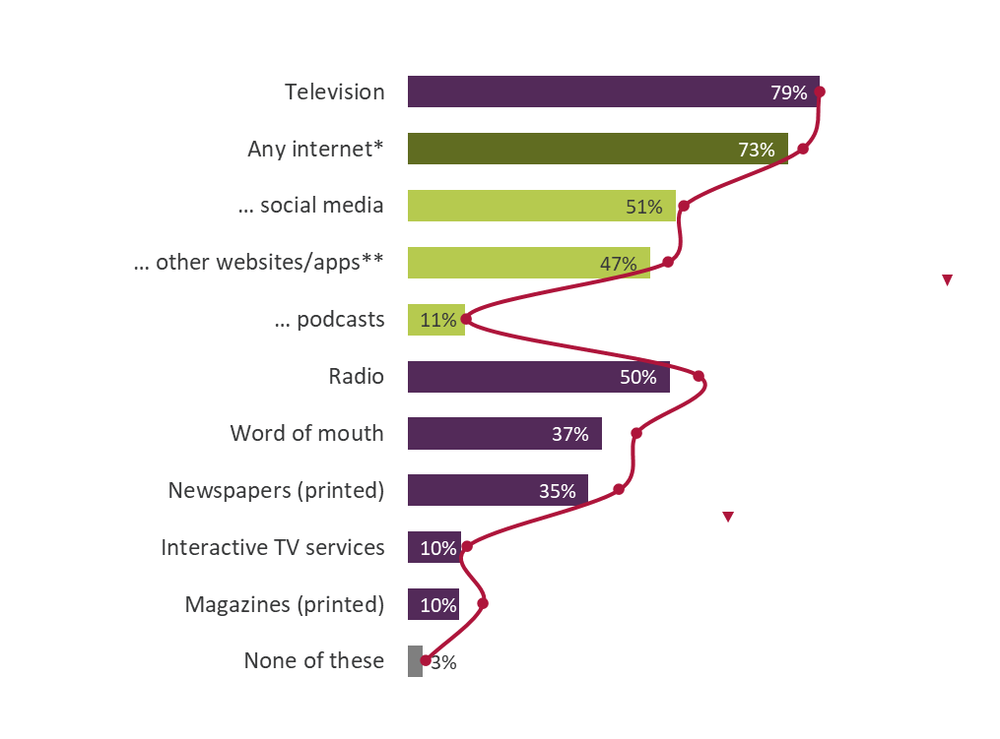 Television 79%
Any internet* 73%
... social media 51%
... other websites/apps** 47%
... podcasts 11%
Radio 50%
Word of mouth 37%
Newspapers (printed) 35%
Interactive TV services 10%
Magazines (printed) 10%
None of these 3%